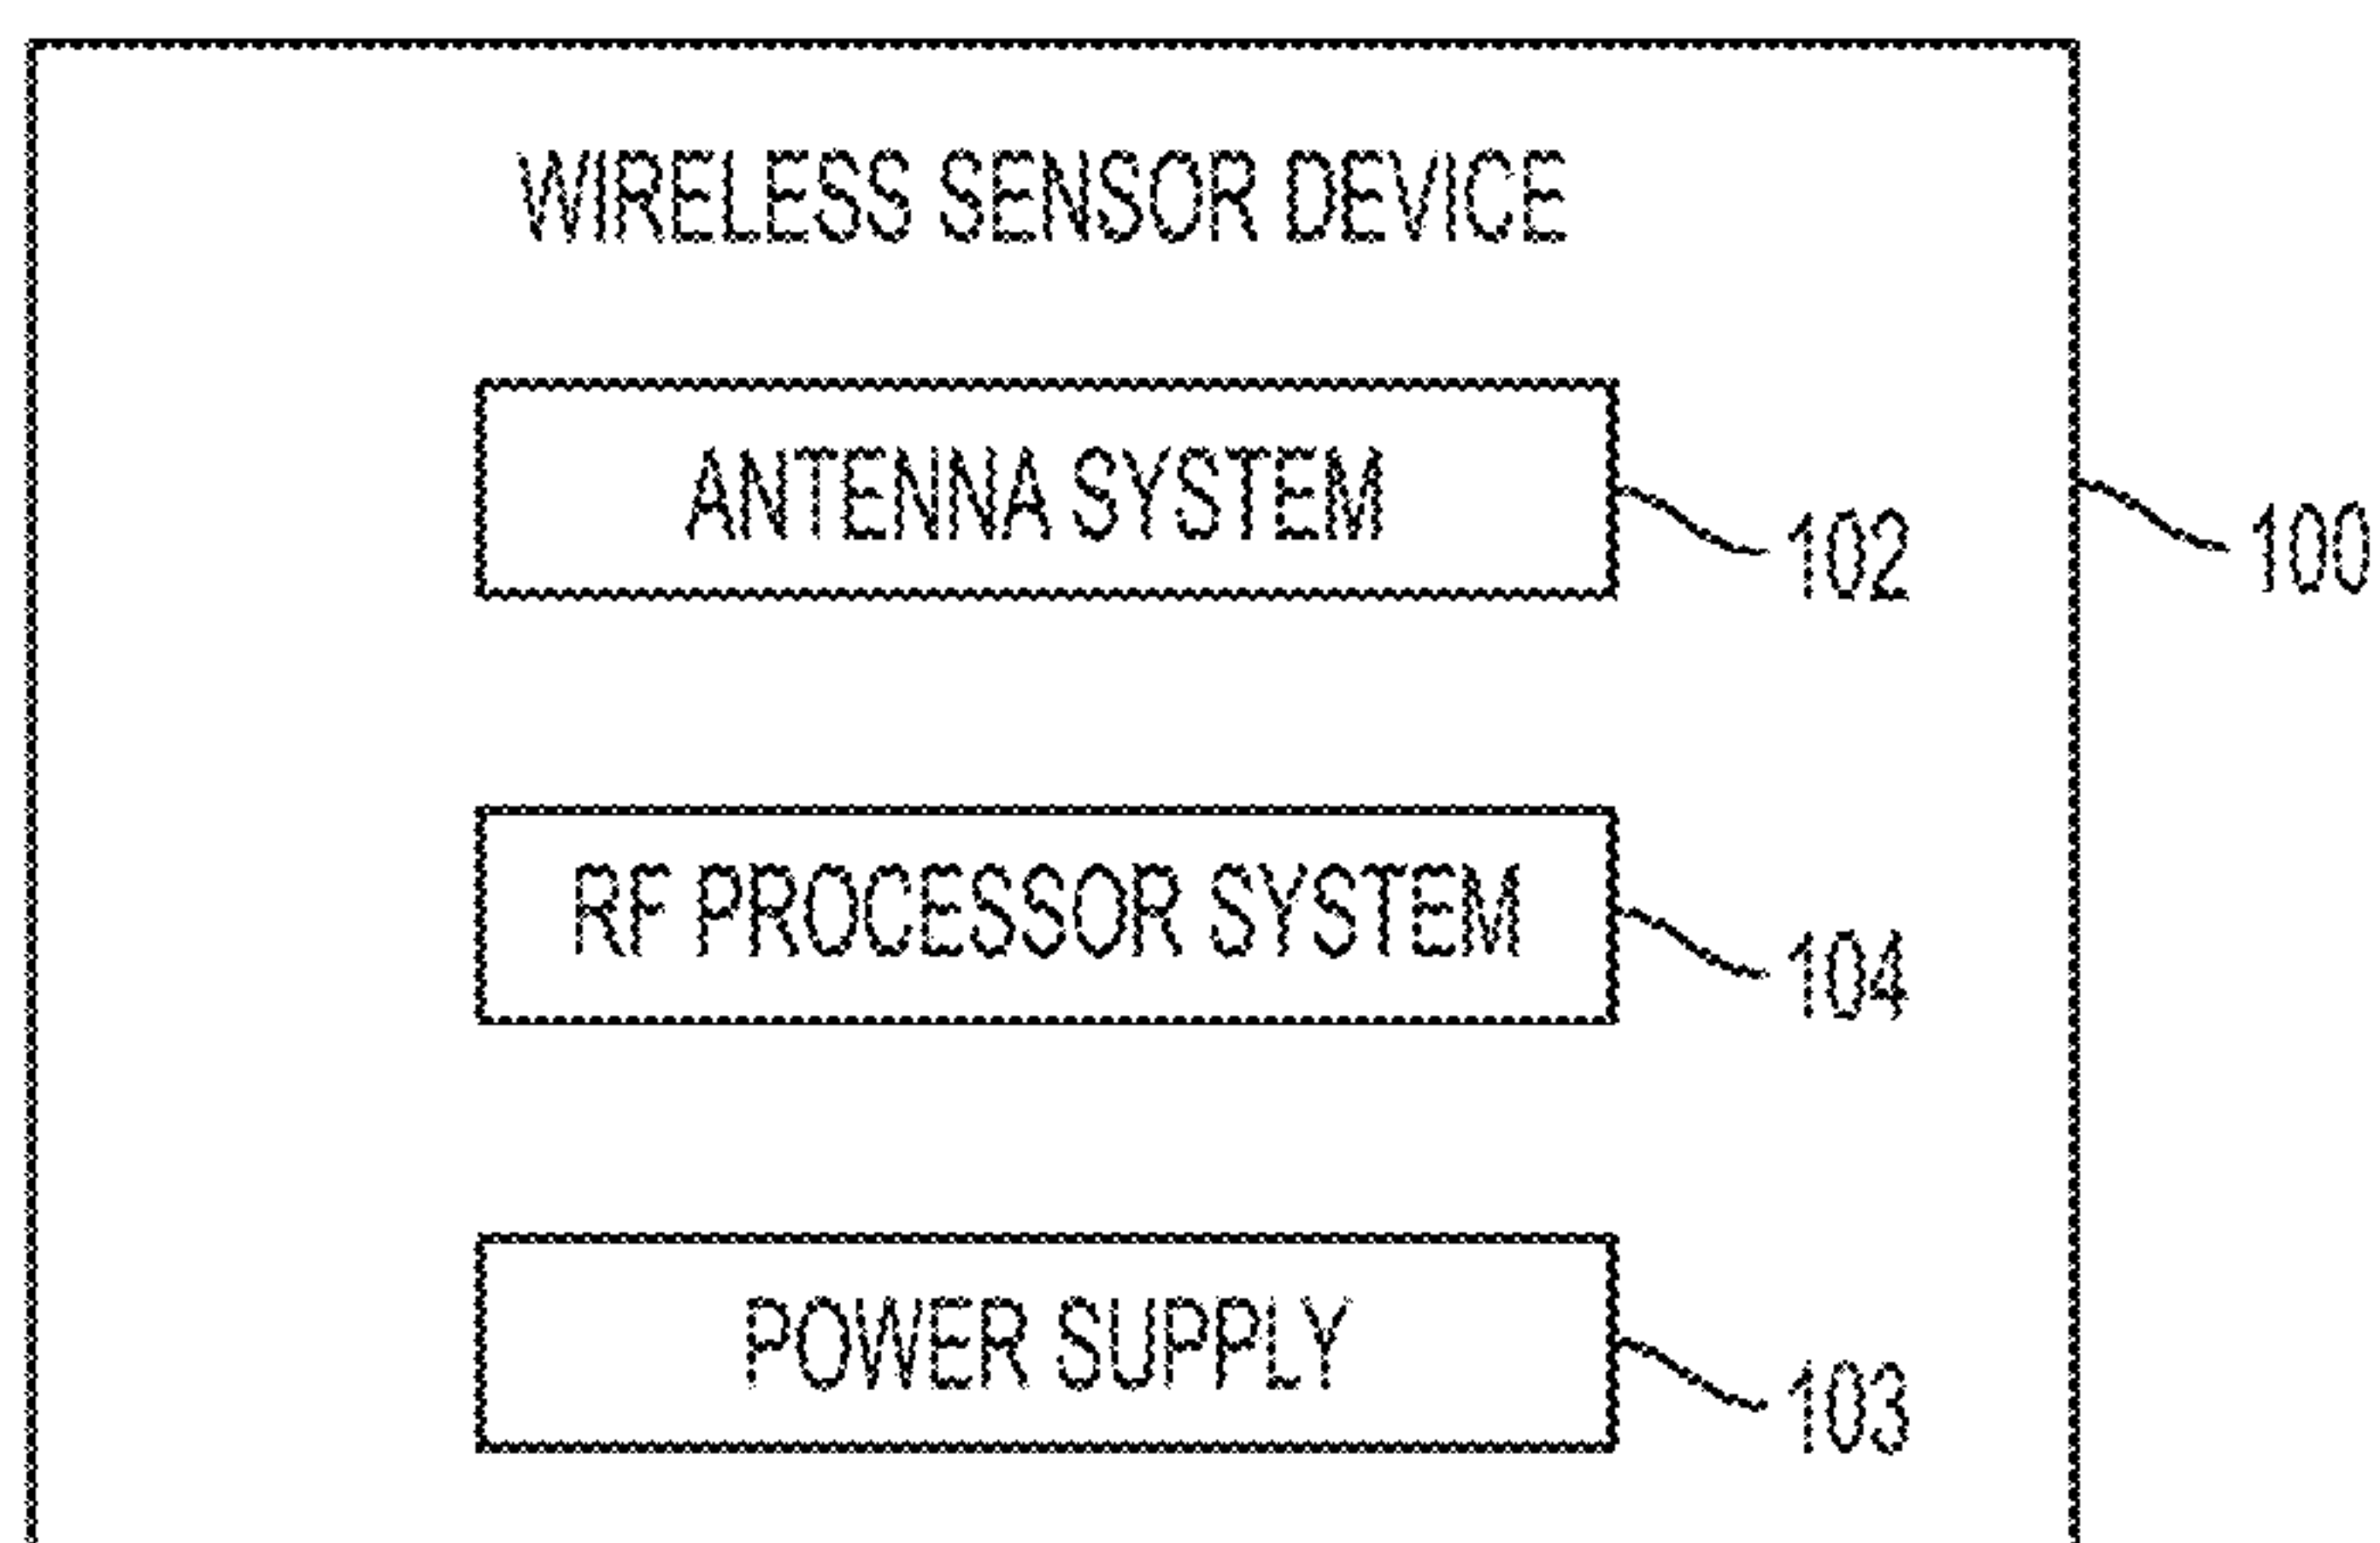 WIRELESS SENSOR DEVICE
ANTENNA SYSTEM
102
100
RF PROCESSOR SYSTEM
104
POWER SUPPLY
103